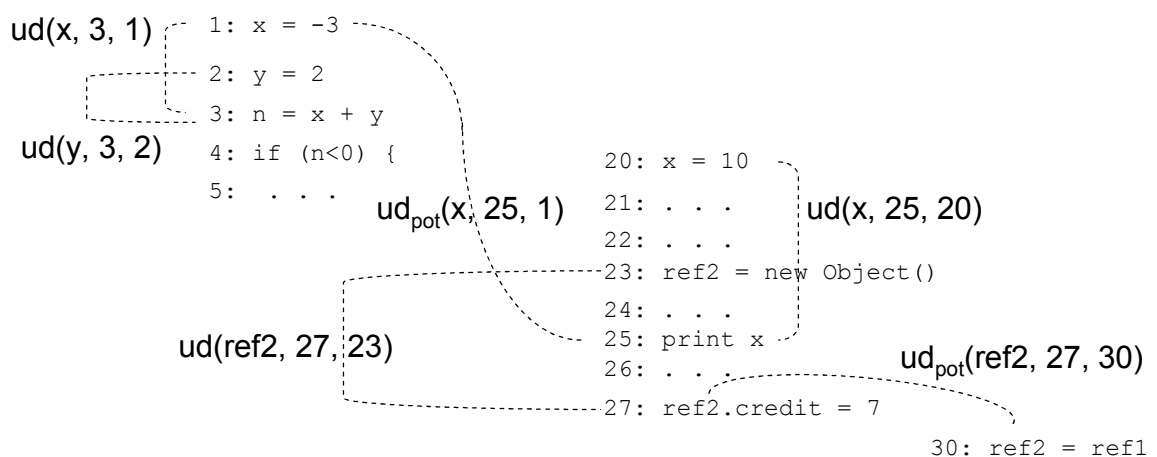 ud(x, 3, 1)
1: x = -3
2: y = 2
3: n = x + y
ud(y, 3, 2)
4: if (n<0) {
5: . . .
ud_pot(x, 25, 1)
20: x = 10
21: . . .
ud(x, 25, 20)
22: . . .
23: ref2 = new Object()
24: . . .
25: print x
ud(ref2, 27, 23)
26: . . .
ud_pot(ref2, 27, 30)
27: ref2.credit = 7
30: ref2 = ref1